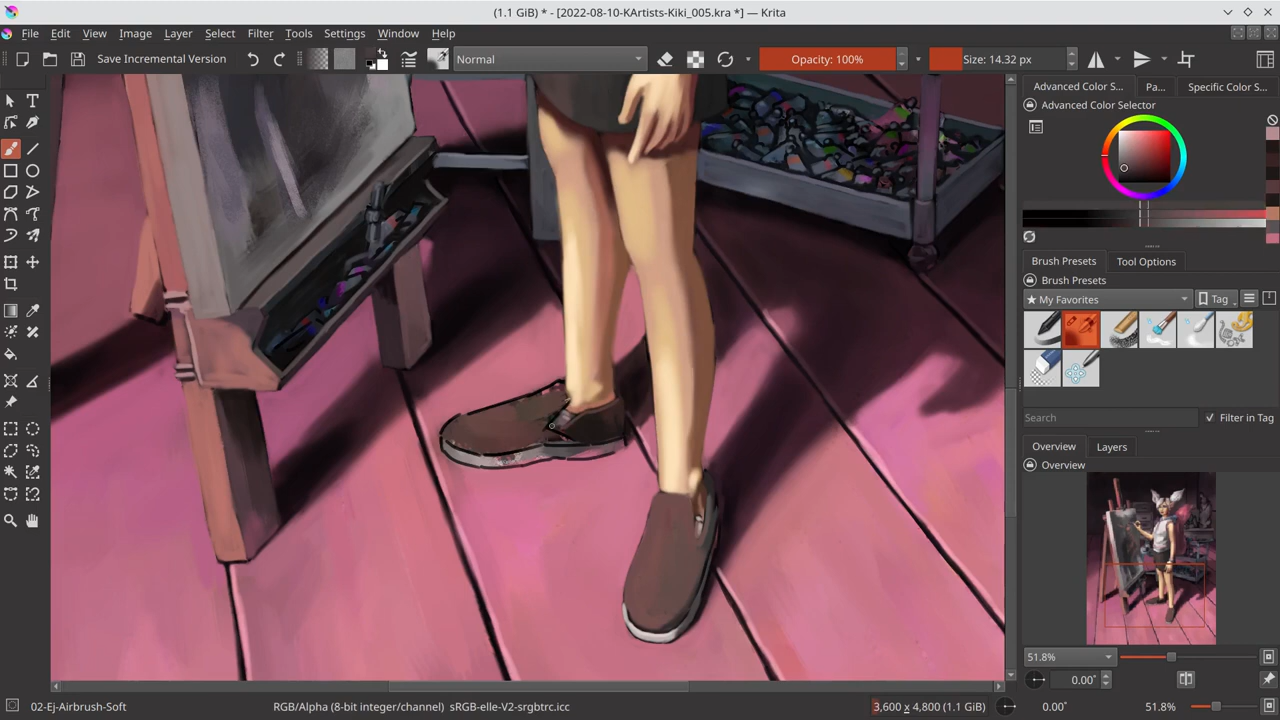 (1.1 GiB) * - [2022-08-10-KArtists-Kiki_005.kra *] — Krita
File Edit View Image Layer Select Filter Tools Settings Window Help
Save Incremental Version Normal Opacity: 100% Size: 14.32 px
Advanced Color S... Pa... Specific Color S...
Advanced Color Selector
Brush Presets Tool Options
Brush Presets
★ My Favorites Tag
Search Filter in Tag
Overview Layers
Overview
51.8%
0.00°
02-Ej-Airbrush-Soft RGB/Alpha (8-bit integer/channel) sRGB-elle-V2-srgbtrc.icc 3,600 x 4,800 (1.1 GiB) 0.00° 51.8%